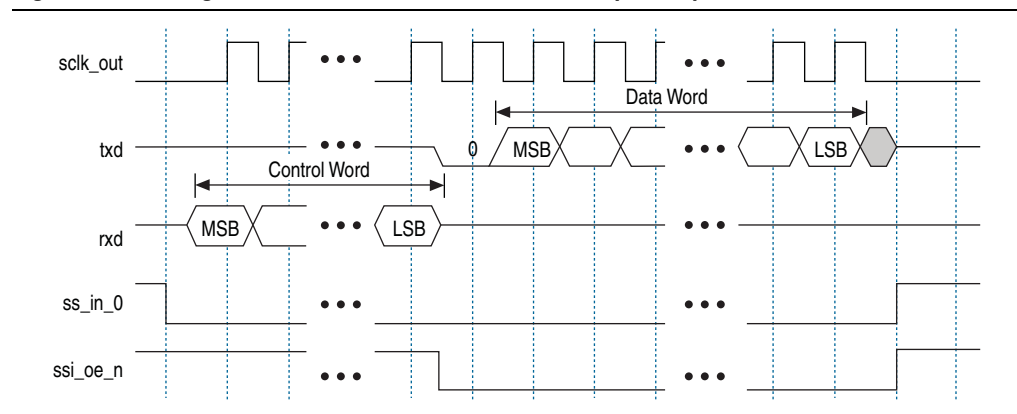 sclk_out
Data Word
txd
0
MSB
LSB
Control Word
rxd
MSB
LSB
ss_in_0
ssi_oe_n